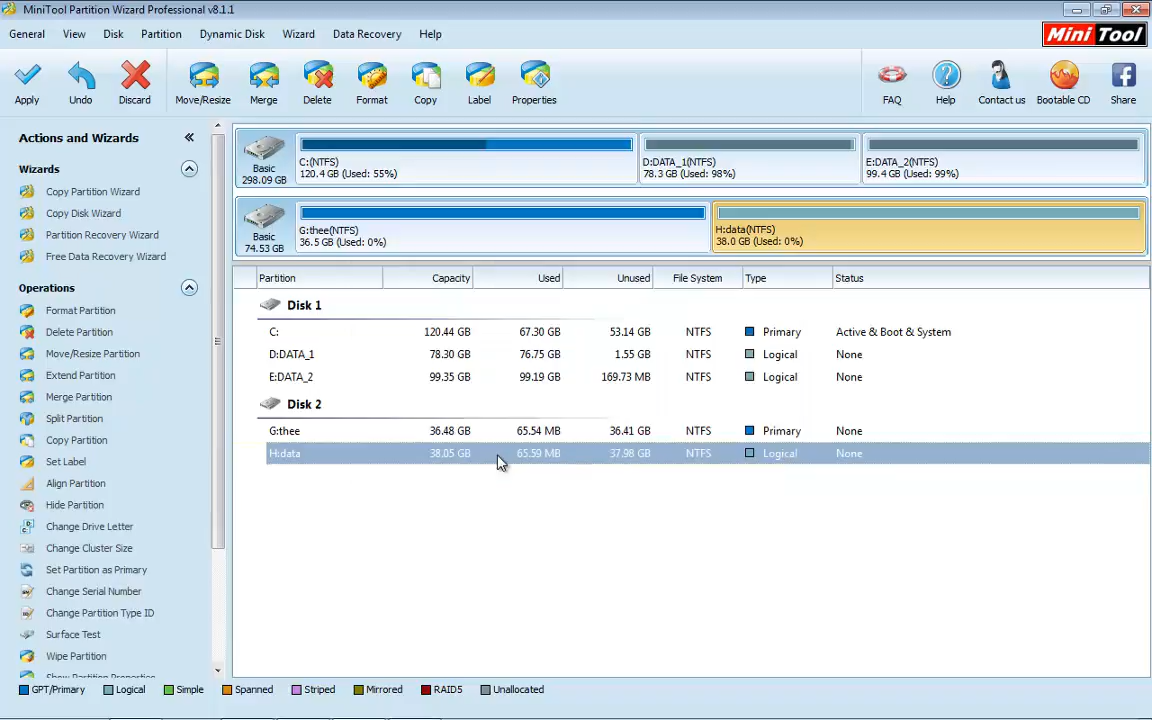 MiniTool Partition Wizard Professional v8.1.1
General View Disk Partition Dynamic Disk Wizard Data Recovery Help
Mini Tool
Apply Undo Discard Move/Resize Merge Delete Format Copy Label Properties FAQ Help Contact us Bootable CD Share
Actions and Wizards
Wizards
Copy Partition Wizard
Copy Disk Wizard
Partition Recovery Wizard
Free Data Recovery Wizard
Operations
Format Partition
Delete Partition
Move/Resize Partition
Extend Partition
Merge Partition
Split Partition
Copy Partition
Set Label
Align Partition
Hide Partition
Change Drive Letter
Change Cluster Size
Set Partition as Primary
Change Serial Number
Change Partition Type ID
Surface Test
Wipe Partition
Show Partition Properties
Basic
298.09 GB
C:(NTFS)
120.4 GB (Used: 55%)
D:DATA_1(NTFS)
78.3 GB (Used: 98%)
E:DATA_2(NTFS)
99.4 GB (Used: 99%)
Basic
74.53 GB
G:thee(NTFS)
36.5 GB (Used: 0%)
H:data(NTFS)
38.0 GB (Used: 0%)
Partition Capacity Used Unused File System Type Status
Disk 1
C: 120.44 GB 67.30 GB 53.14 GB NTFS Primary Active & Boot & System
D:DATA_1 78.30 GB 76.75 GB 1.55 GB NTFS Logical None
E:DATA_2 99.35 GB 99.19 GB 169.73 MB NTFS Logical None
Disk 2
G:thee 36.48 GB 65.54 MB 36.41 GB NTFS Primary None
H:data 38.05 GB 65.59 MB 37.98 GB NTFS Logical None
GPT/Primary Logical Simple Spanned Striped Mirrored RAID5 Unallocated